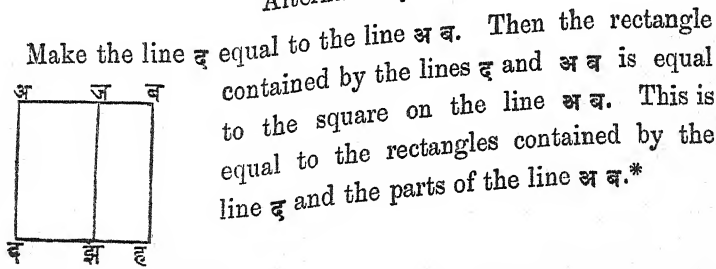 Make the line द equal to the line अ ब. Then the rectangle
contained by the lines द and अ ब is equal
to the square on the line अ ब. This is
equal to the rectangles contained by the
line द and the parts of the line अ ब.*
अ ज ब
द झ ह